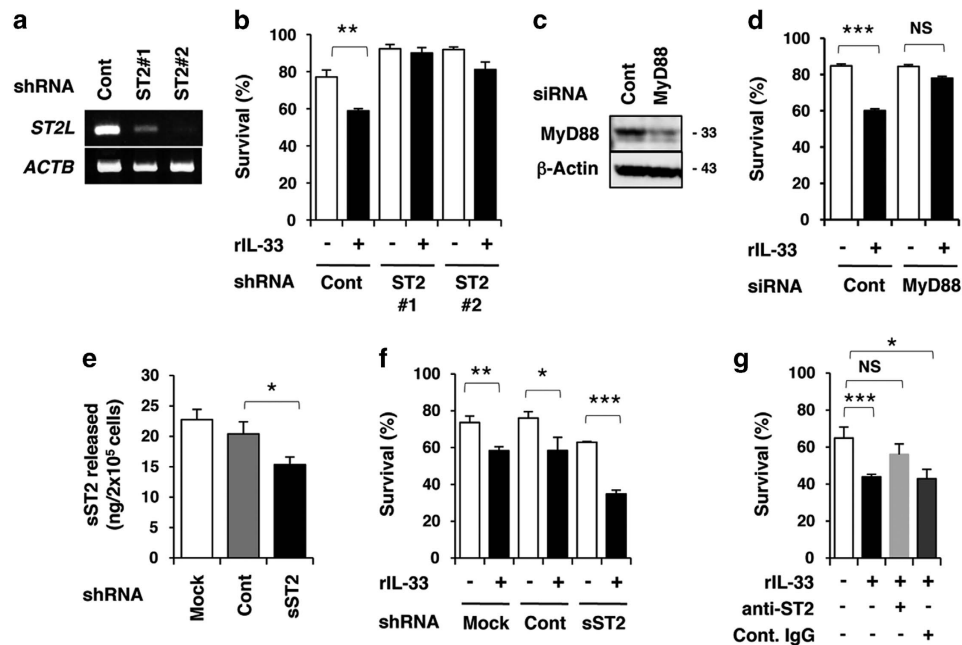 a
shRNA
Cont
ST2#1
ST2#2
ST2L
ACTB
b
**
Survival (%)
100
80
60
40
20
0
rIL-33 - + - + - +
shRNA Cont ST2 #1 ST2 #2
c
siRNA
Cont
MyD88
MyD88 - 33
β-Actin - 43
d
*** NS
Survival (%)
100
80
60
40
20
0
rIL-33 - + - +
siRNA Cont MyD88
e
*
sST2 released
(ng/2x10⁵ cells)
30
25
20
15
10
5
0
shRNA
Mock
Cont
sST2
f
** * ***
Survival (%)
100
80
60
40
20
0
rIL-33 - + - + - +
shRNA Mock Cont sST2
g
*
NS
***
Survival (%)
100
80
60
40
20
0
rIL-33 - + + +
anti-ST2 - - + -
Cont. IgG - - - +